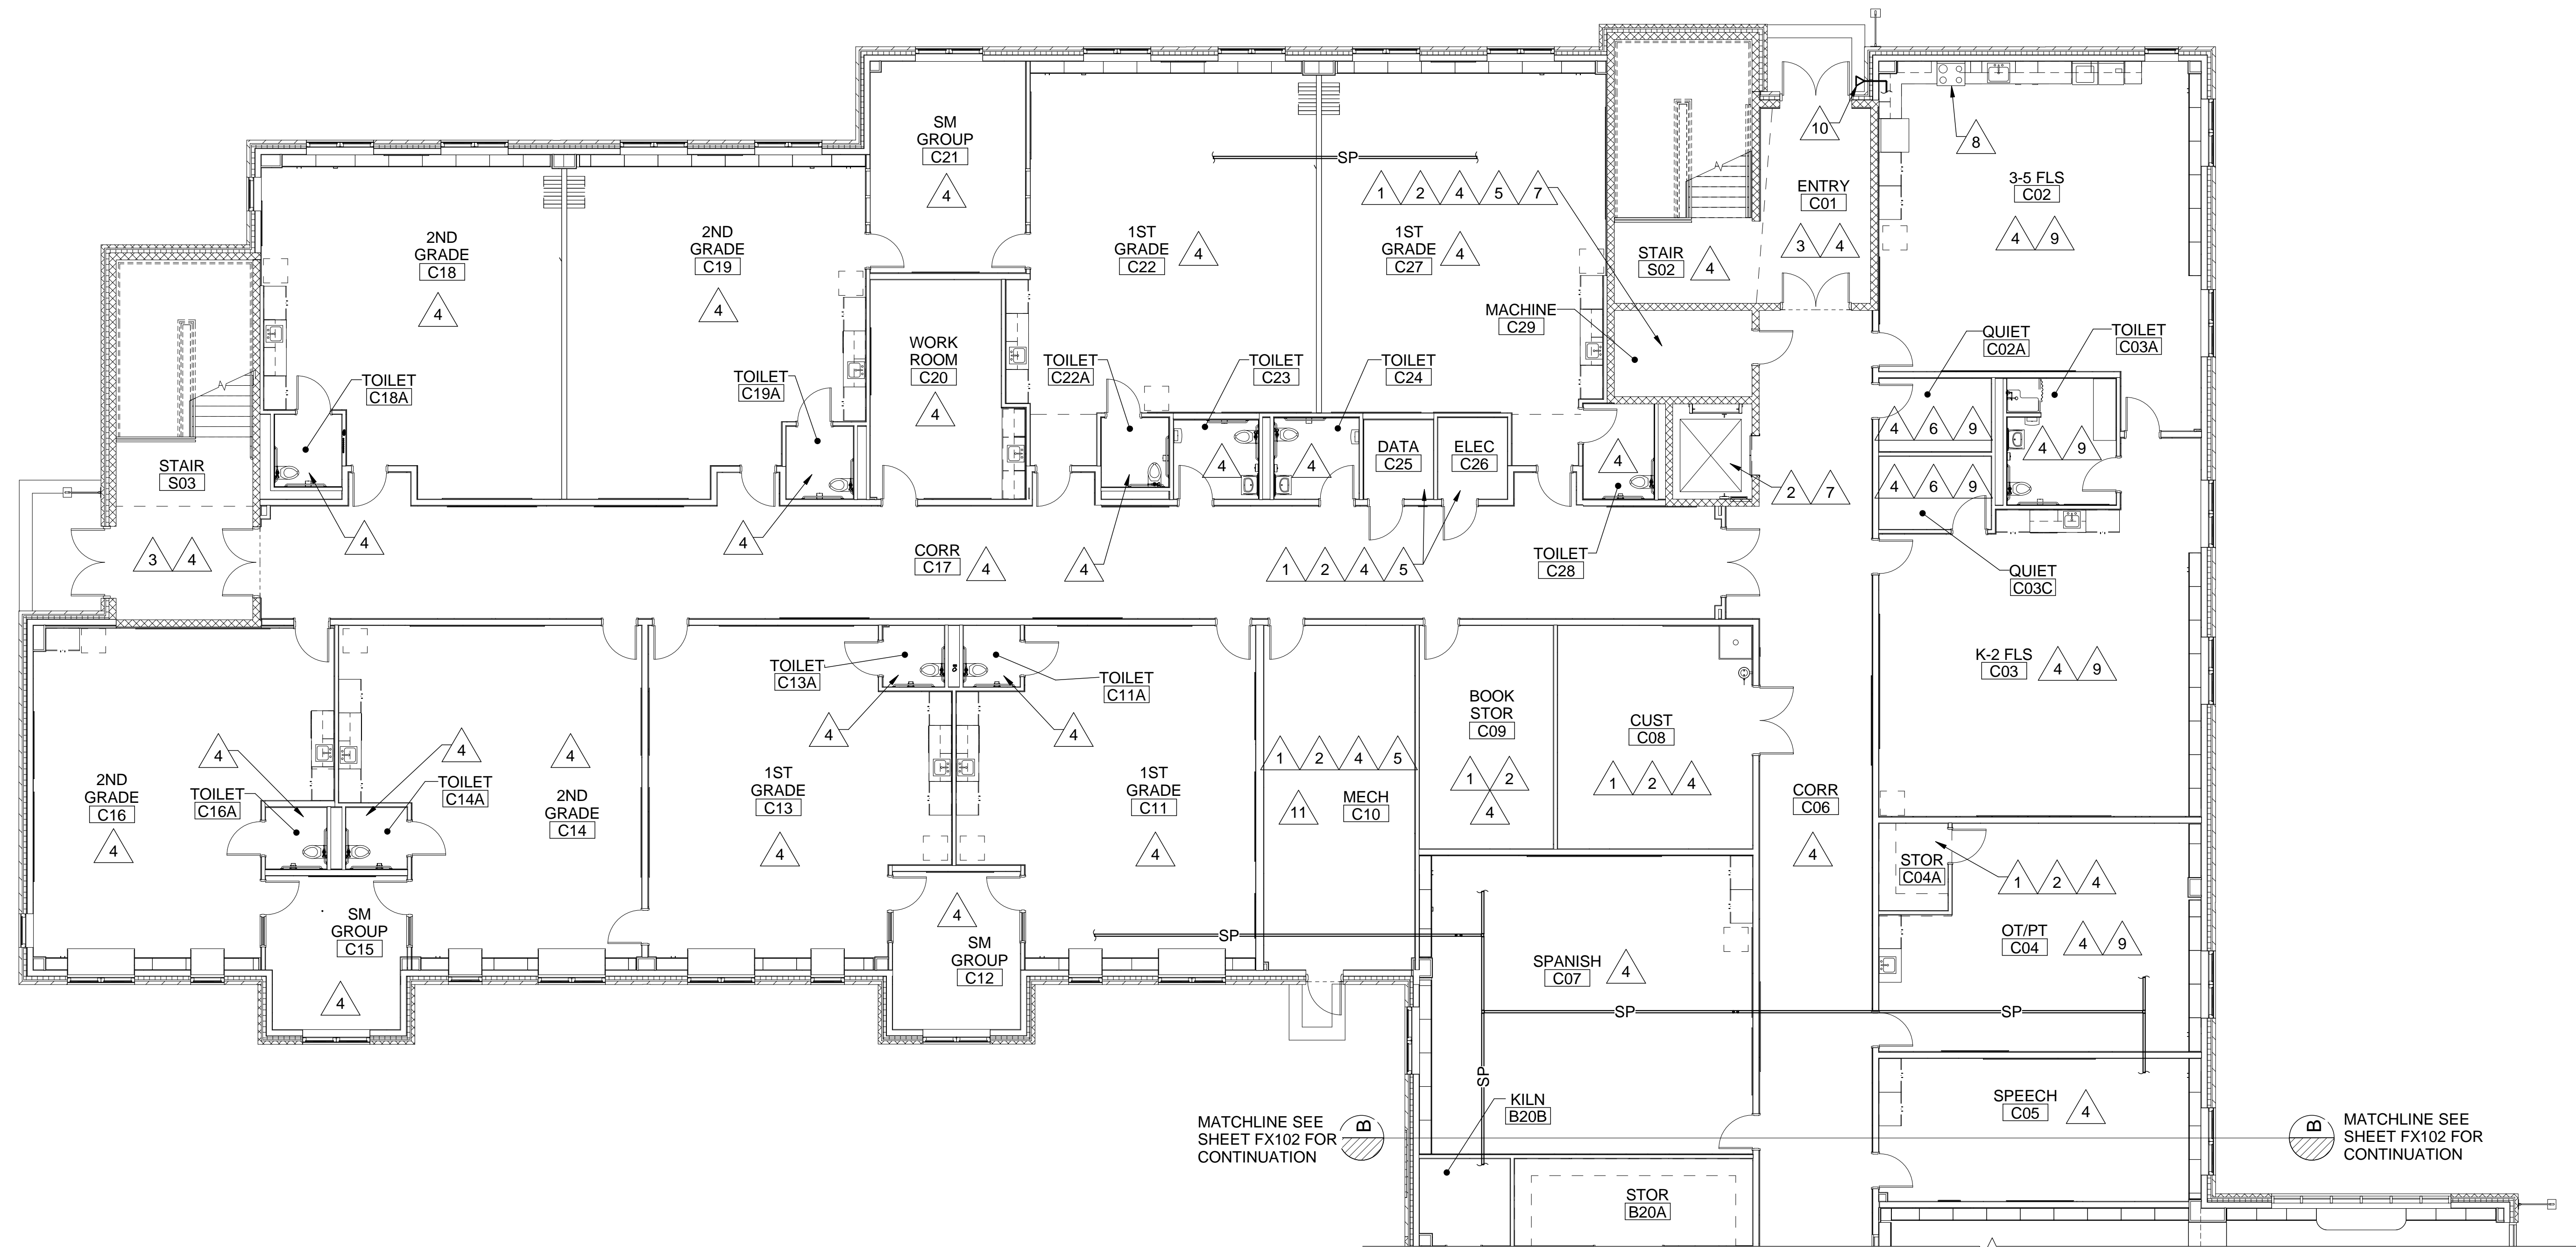 SM
GROUP
C21
4
SP
1 2 4 5 7
10
8
ENTRY
C01
3 4
3-5 FLS
C02
4 9
2ND
GRADE
C18
4
2ND
GRADE
C19
4
1ST
GRADE
C22
4
1ST
GRADE
C27
4
STAIR
S02
4
MACHINE
C29
WORK
ROOM
C20
4
QUIET
C02A
TOILET
C03A
TOILET
C18A
TOILET
C19A
TOILET
C22A
TOILET
C23
TOILET
C24
4 6 9
4 9
4
4
DATA
C25
ELEC
C26
4
STAIR
S03
2 7
4 6 9
3 4
4
4
CORR
C17
4
4
1 2 4 5
TOILET
C28
QUIET
C03C
K-2 FLS
C03
4 9
TOILET
C13A
TOILET
C11A
4
4
BOOK
STOR
C09
1 2
4
CUST
C08
1 2 4
4
4
4
2ND
GRADE
C16
4
TOILET
C16A
TOILET
C14A
2ND
GRADE
C14
1ST
GRADE
C13
4
1ST
GRADE
C11
4
1 2 4 5
11
MECH
C10
CORR
C06
4
STOR
C04A
1 2 4
SM
GROUP
C15
4
4
SM
GROUP
C12
SP
OT/PT
C04
4 9
SPANISH
C07
4
SP
SP
SP
KILN
B20B
SPEECH
C05
4
MATCHLINE SEE
SHEET FX102 FOR
CONTINUATION
B
B
MATCHLINE SEE
SHEET FX102 FOR
CONTINUATION
STOR
B20A